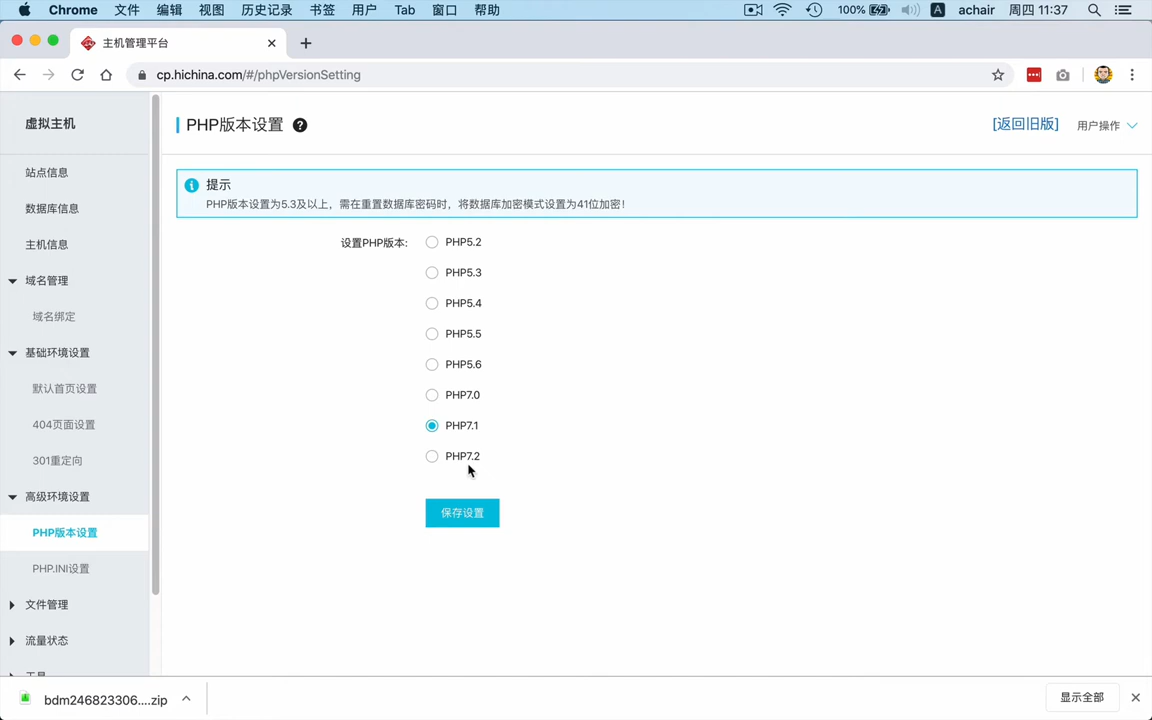 Chrome 文件 编辑 视图 历史记录 书签 用户 Tab 窗口 帮助 100% A achair 周四 11:37
主机管理平台
cp.hichina.com/#/phpVersionSetting
虚拟主机
站点信息
数据库信息
主机信息
域名管理
域名绑定
基础环境设置
默认首页设置
404页面设置
301重定向
高级环境设置
PHP版本设置
PHP.INI设置
文件管理
流量状态
工具
PHP版本设置
[返回旧版] 用户操作
提示
PHP版本设置为5.3及以上，需在重置数据库密码时，将数据库加密模式设置为41位加密！
设置PHP版本:
PHP5.2
PHP5.3
PHP5.4
PHP5.5
PHP5.6
PHP7.0
PHP7.1
PHP7.2
保存设置
bdm246823306....zip
显示全部